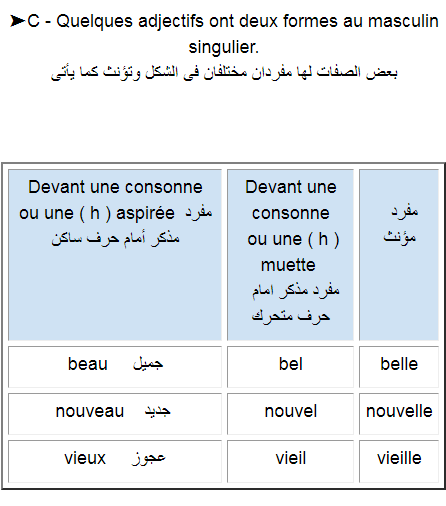 ➤C - Quelques adjectifs ont deux formes au masculin
singulier.
بعض الصفات لها مفردان مختلفان فى الشكل وتؤنث كما يأتى
Devant une consonne
ou une ( h ) aspirée مفرد
مذكر أمام حرف ساكن
Devant une
consonne
ou une ( h )
muette
مفرد مذكر امام
حرف متحرك
مفرد
مؤنث
beau جميل
bel
belle
nouveau جديد
nouvel
nouvelle
vieux عجوز
vieil
vieille